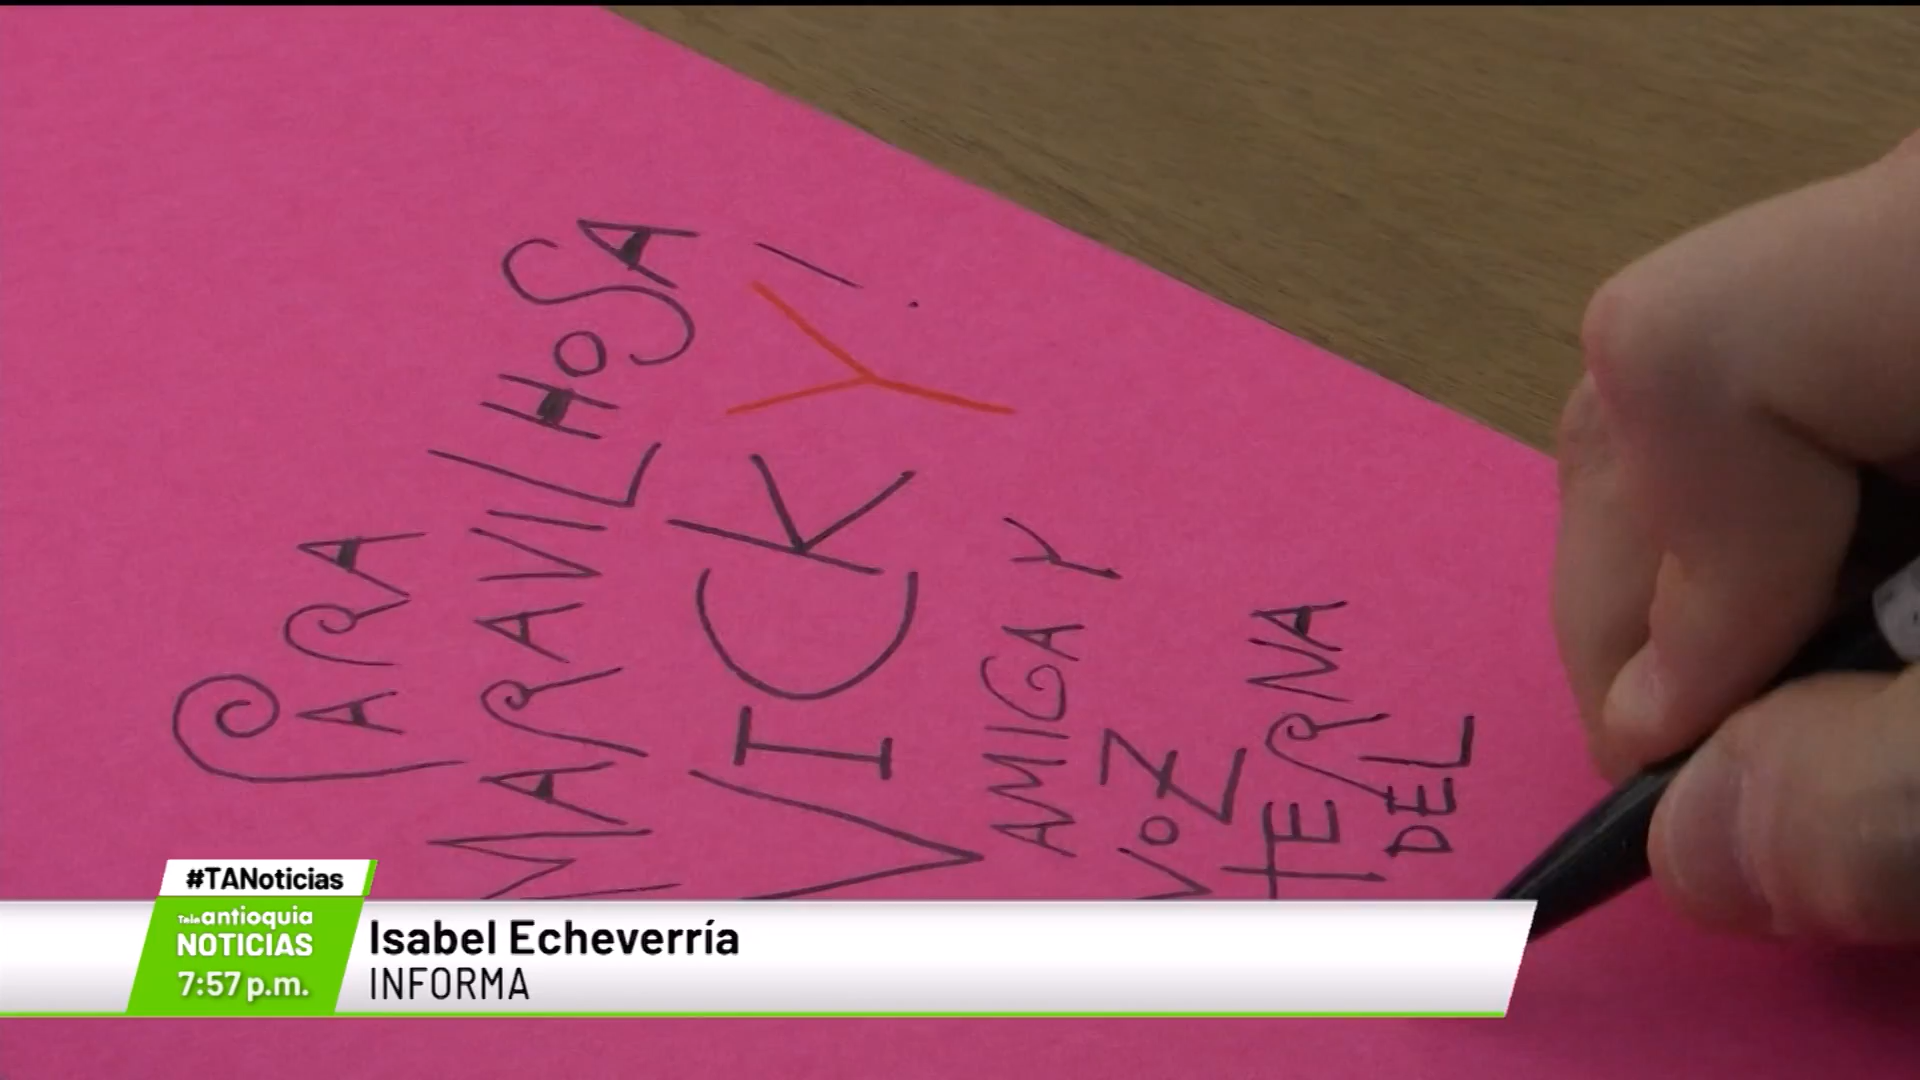 PARA
MARAVILHOSA
VICKY!
AMIGA Y
VOZ
TERNA
DEL
#TANoticias
Teleantioquia
NOTICIAS
7:57 p.m.
Isabel Echeverría
INFORMA